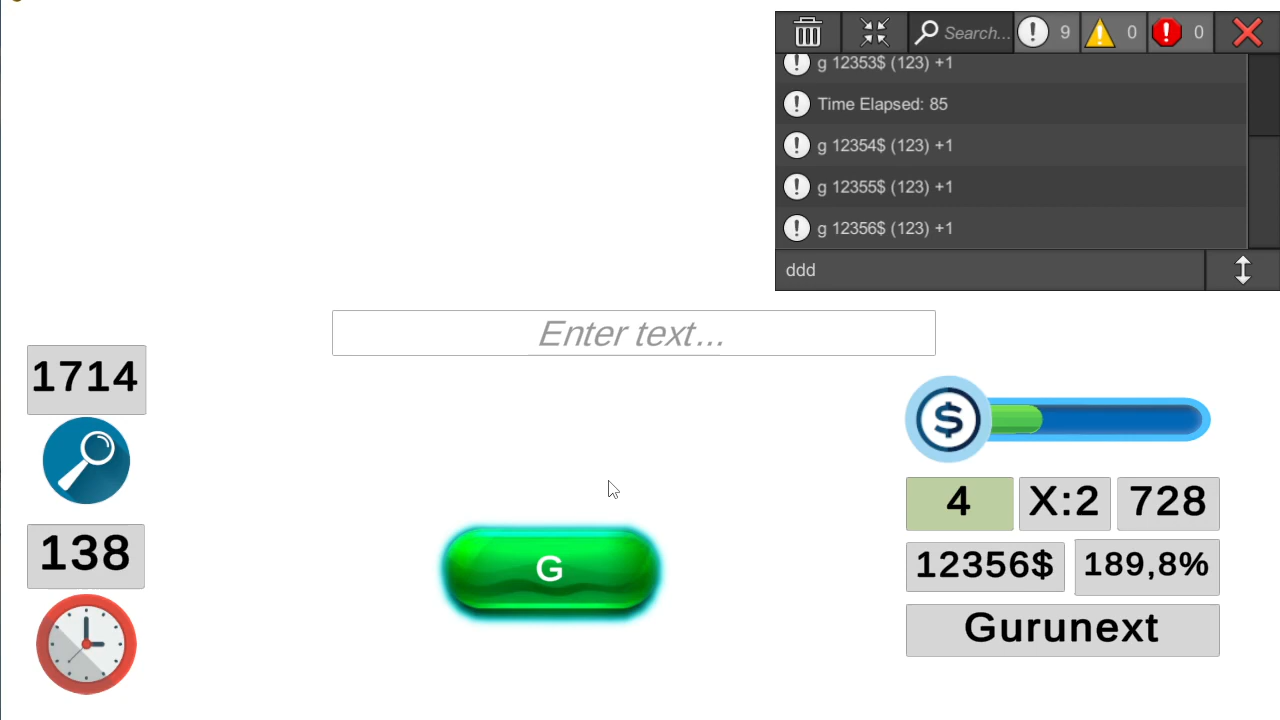 Search... 9 0 0
g 12353$ (123) +1
Time Elapsed: 85
g 12354$ (123) +1
g 12355$ (123) +1
g 12356$ (123) +1
ddd
Enter text...
1714
138
G
$
4 X:2 728
12356$ 189,8%
Gurunext